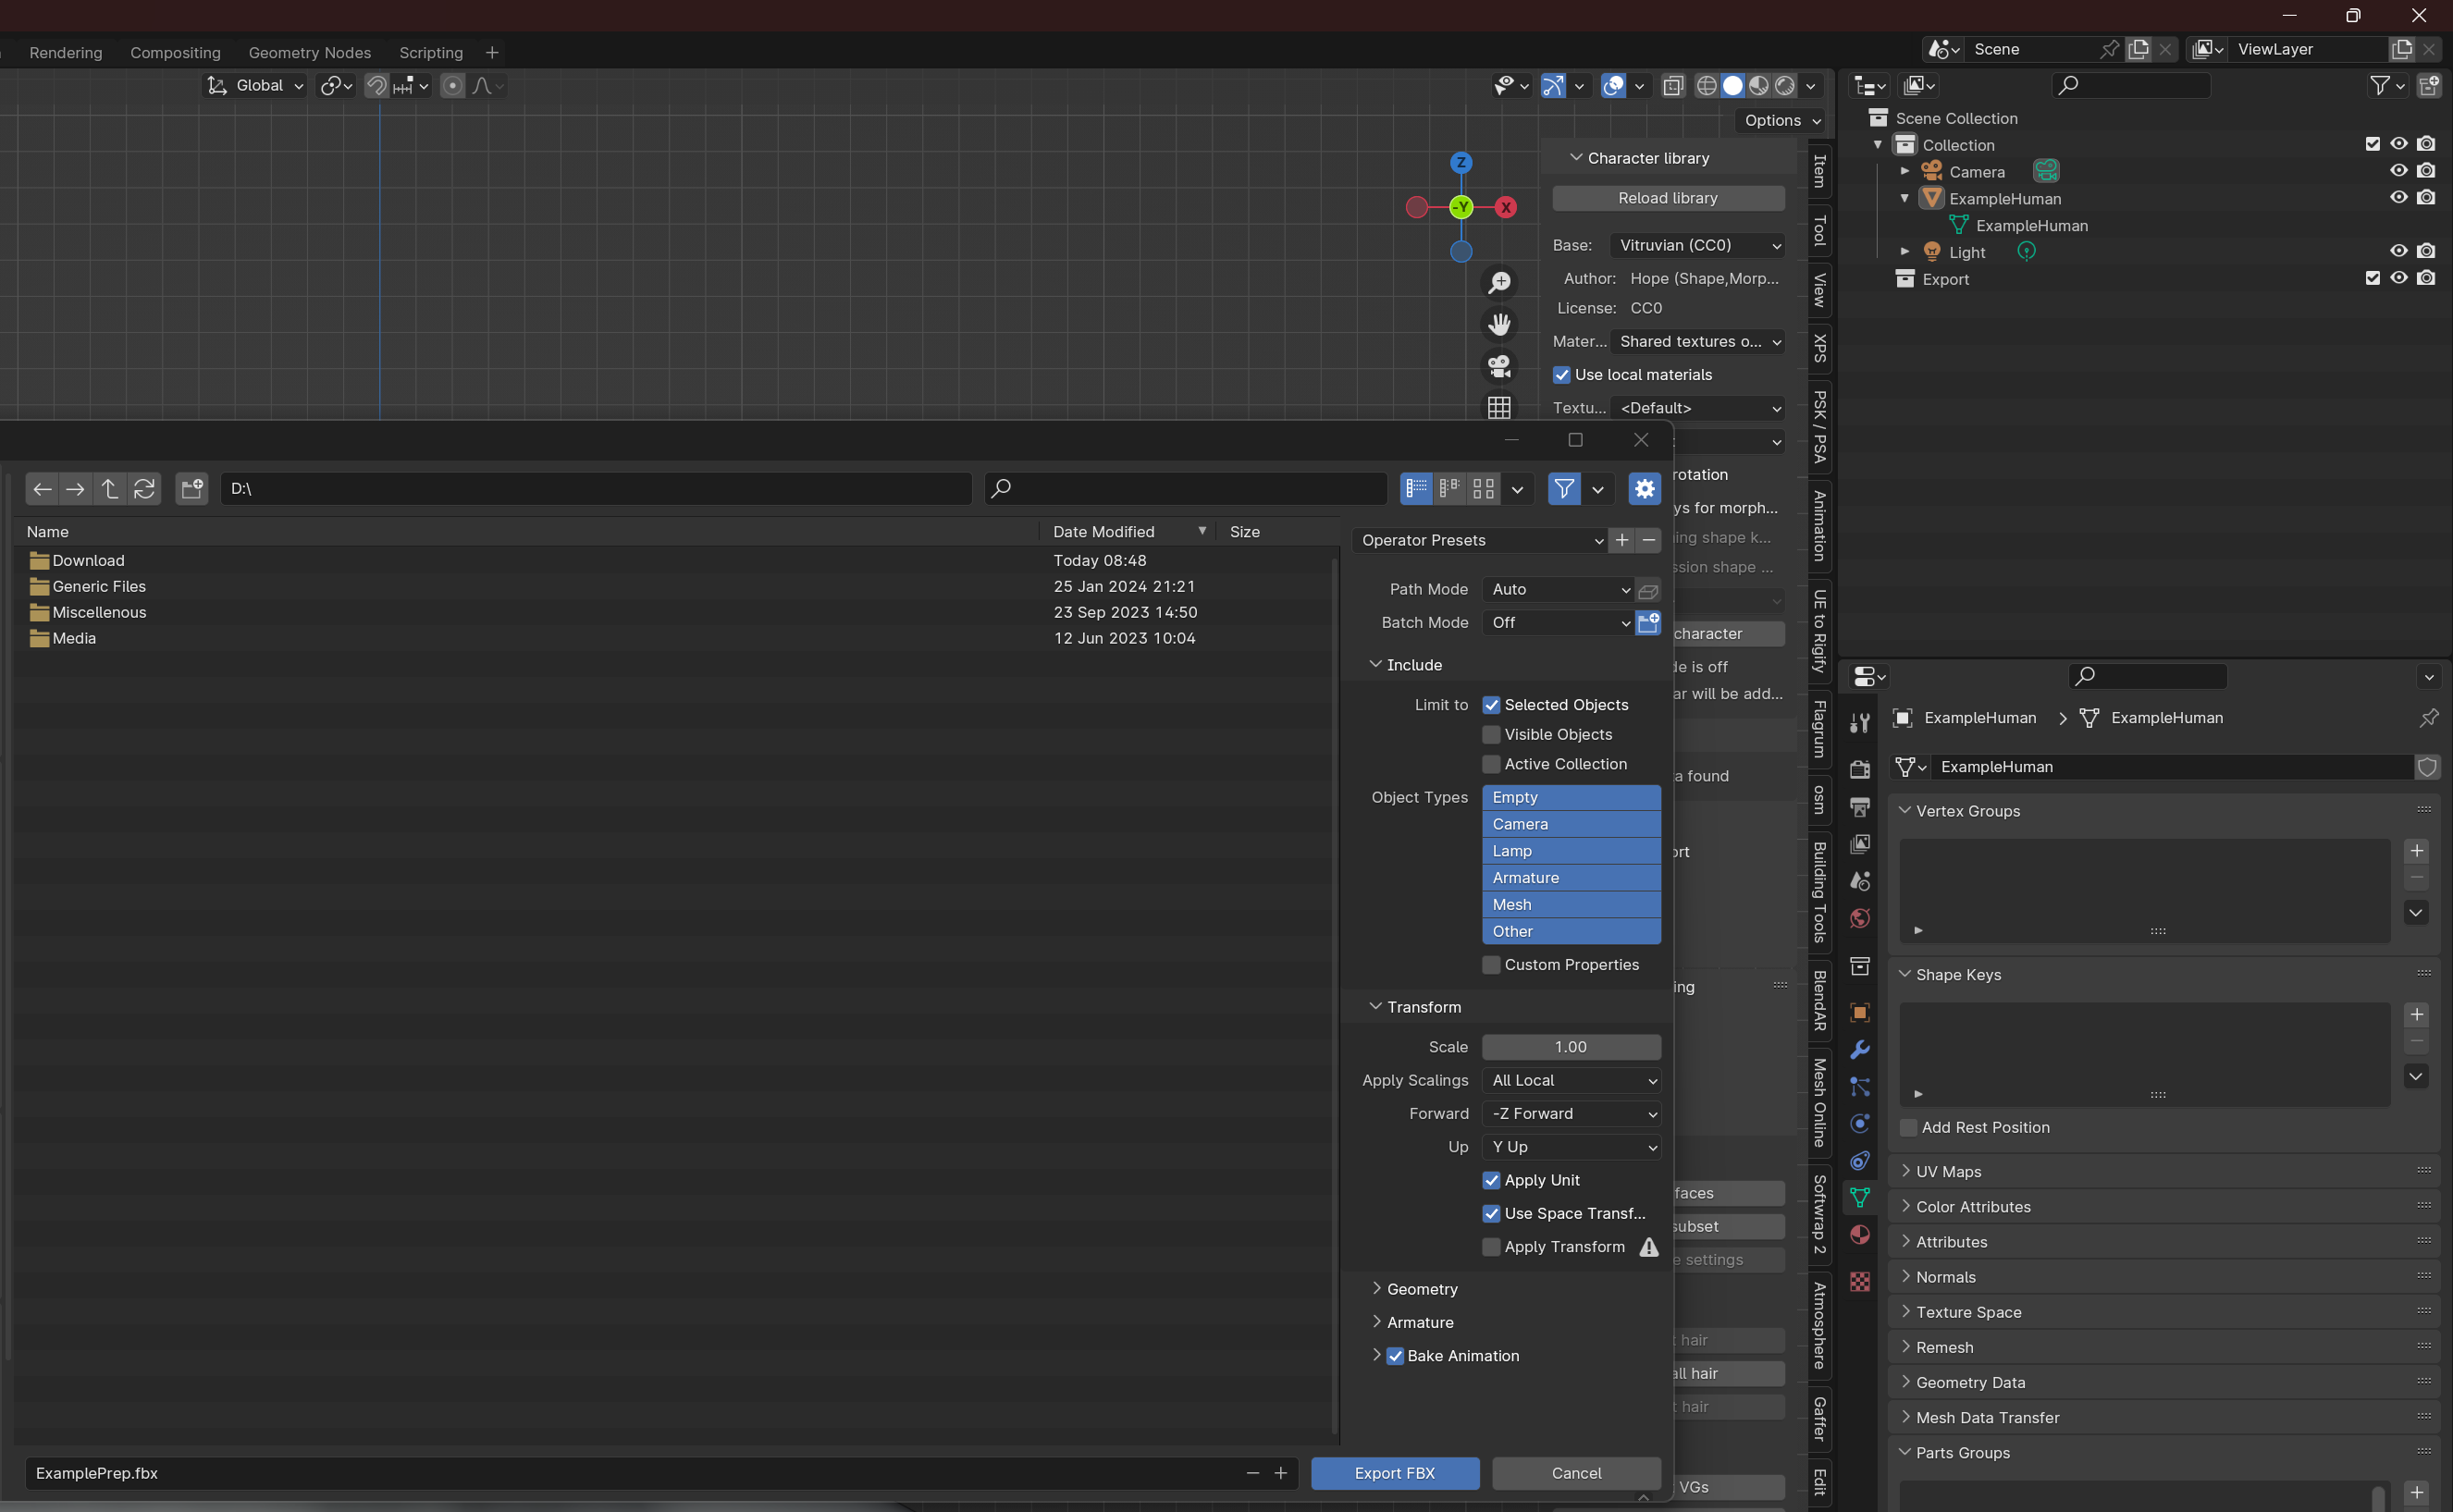 Rendering Compositing Geometry Nodes Scripting +
Scene
ViewLayer
Global
Options
Z
-Y
X
Character library
Reload library
Base: Vitruvian (CC0)
Author: Hope (Shape,Morp...
License: CC0
Mater... Shared textures o...
Use local materials
Textu... <Default>
rotation
ys for morph...
ing shape k...
ssion shape ...
character
de is off
ar will be add...
a found
ort
ing
faces
subset
e settings
t hair
all hair
t hair
VGs
Item
Tool
View
XPS
PSK / PSA
Animation
UE to Rigify
Flagrum
osm
Building Tools
BlendAR
Mesh Online
Softwrap 2
Atmosphere
Gaffer
Edit
Scene Collection
Collection
Camera
ExampleHuman
ExampleHuman
Light
Export
D:\
Name Date Modified Size
Download Today 08:48
Generic Files 25 Jan 2024 21:21
Miscellenous 23 Sep 2023 14:50
Media 12 Jun 2023 10:04
Operator Presets
Path Mode Auto
Batch Mode Off
Include
Limit to Selected Objects
Visible Objects
Active Collection
Object Types Empty
Camera
Lamp
Armature
Mesh
Other
Custom Properties
Transform
Scale 1.00
Apply Scalings All Local
Forward -Z Forward
Up Y Up
Apply Unit
Use Space Transf...
Apply Transform
Geometry
Armature
Bake Animation
ExamplePrep.fbx
Export FBX
Cancel
ExampleHuman ExampleHuman
ExampleHuman
Vertex Groups
Shape Keys
Add Rest Position
UV Maps
Color Attributes
Attributes
Normals
Texture Space
Remesh
Geometry Data
Mesh Data Transfer
Parts Groups